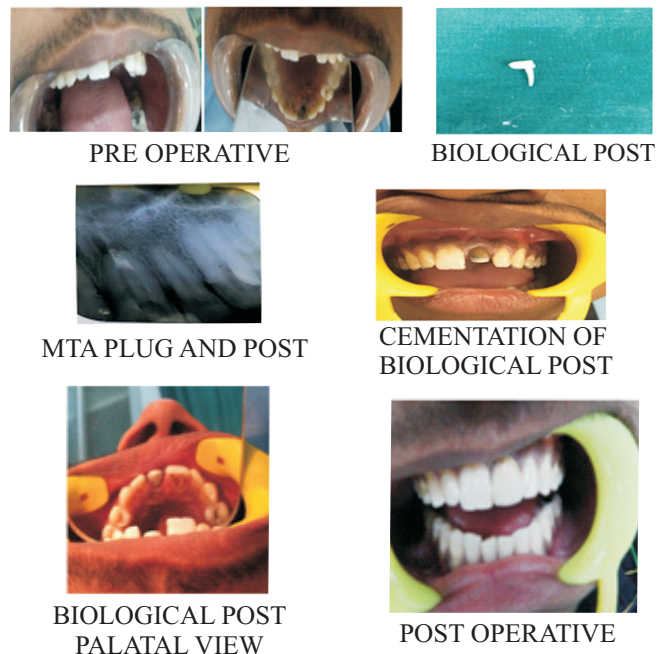 PRE OPERATIVE
BIOLOGICAL POST
MTA PLUG AND POST
CEMENTATION OF
BIOLOGICAL POST
BIOLOGICAL POST
PALATAL VIEW
POST OPERATIVE